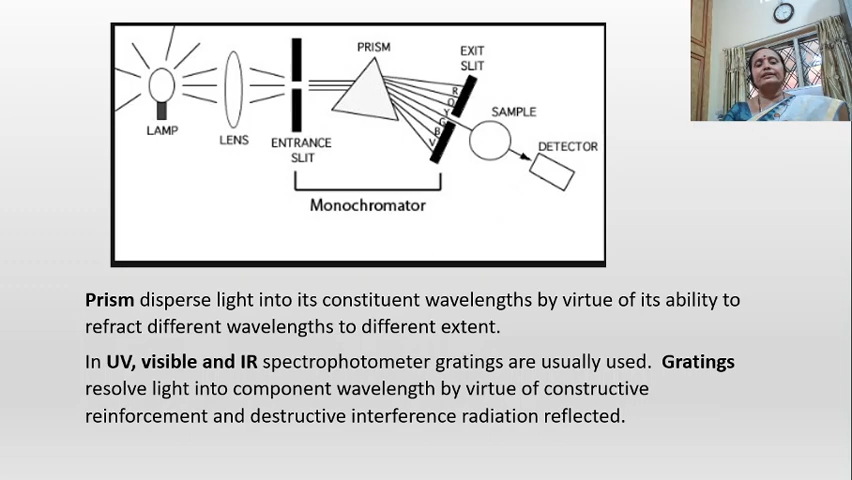 PRISM
EXIT
SLIT
R
O
Y
G
B
V
SAMPLE
LAMP
LENS
ENTRANCE
SLIT
DETECTOR
Monochromator
Prism disperse light into its constituent wavelengths by virtue of its ability to
refract different wavelengths to different extent.
In UV, visible and IR spectrophotometer gratings are usually used. Gratings
resolve light into component wavelength by virtue of constructive
reinforcement and destructive interference radiation reflected.